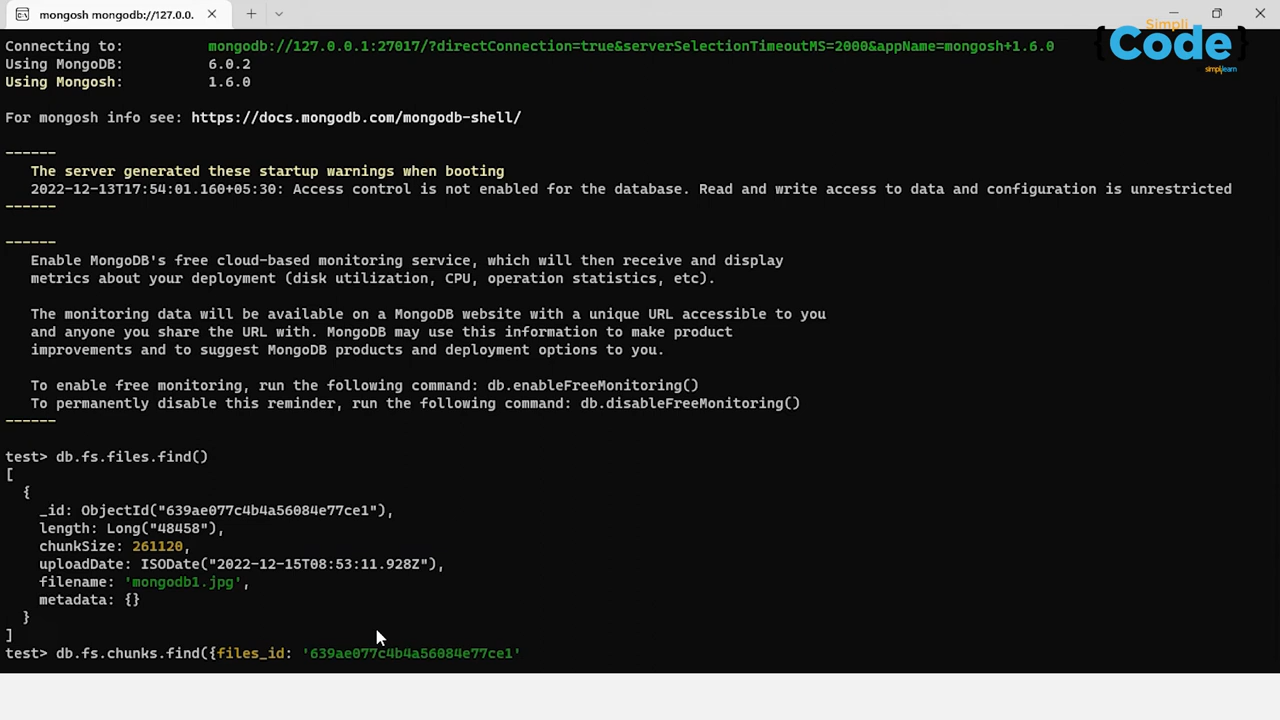 mongosh mongodb://127.0.0.
Simpli
{Code}
simplilearn
Connecting to: mongodb://127.0.0.1:27017/?directConnection=true&serverSelectionTimeoutMS=2000&appName=mongosh+1.6.0
Using MongoDB: 6.0.2
Using Mongosh: 1.6.0
For mongosh info see: https://docs.mongodb.com/mongodb-shell/
------
The server generated these startup warnings when booting
2022-12-13T17:54:01.160+05:30: Access control is not enabled for the database. Read and write access to data and configuration is unrestricted
------
------
Enable MongoDB's free cloud-based monitoring service, which will then receive and display
metrics about your deployment (disk utilization, CPU, operation statistics, etc).
The monitoring data will be available on a MongoDB website with a unique URL accessible to you
and anyone you share the URL with. MongoDB may use this information to make product
improvements and to suggest MongoDB products and deployment options to you.
To enable free monitoring, run the following command: db.enableFreeMonitoring()
To permanently disable this reminder, run the following command: db.disableFreeMonitoring()
------
test> db.fs.files.find()
[
{
_id: ObjectId("639ae077c4b4a56084e77ce1"),
length: Long("48458"),
chunkSize: 261120,
uploadDate: ISODate("2022-12-15T08:53:11.928Z"),
filename: 'mongodb1.jpg',
metadata: {}
}
]
test> db.fs.chunks.find({files_id: '639ae077c4b4a56084e77ce1'